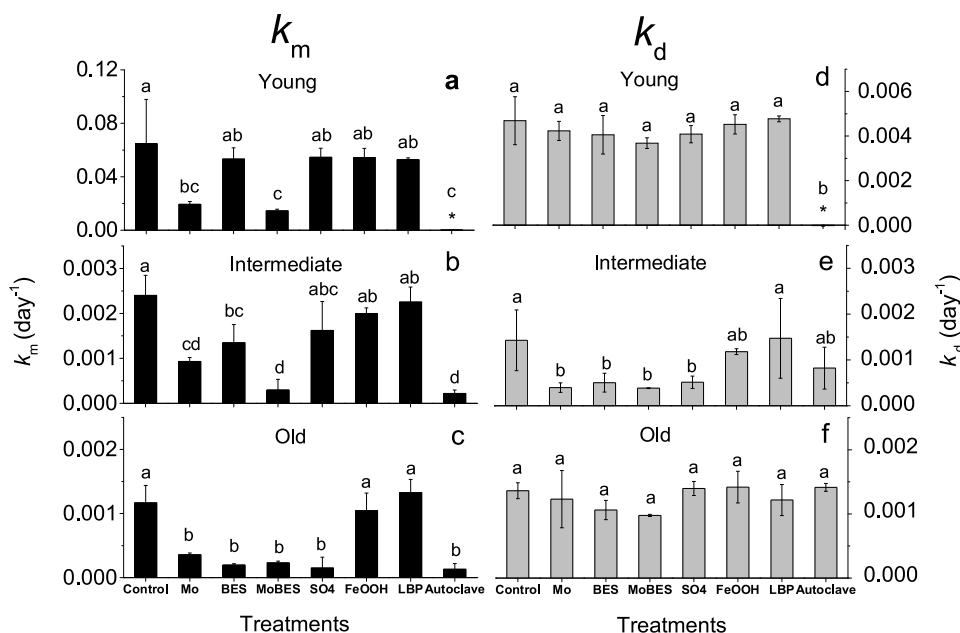 km kd
Young a
0.12
0.08
0.04
0.00
a bc ab c ab ab ab c
*
Young d
0.006
0.004
0.002
0.000
a a a a a a a b
*
Intermediate b
0.003
0.002
0.001
0.000
a cd bc d abc ab ab d
km (day-1)
Intermediate e
0.003
0.002
0.001
0.000
a b b b b ab a ab
kd (day-1)
Old c
0.002
0.001
0.000
a b b b b a a b
Old f
0.002
0.001
0.000
a a a a a a a a
Control Mo BES MoBES SO4 FeOOH LBP Autoclave
Control Mo BES MoBES SO4 FeOOH LBP Autoclave
Treatments Treatments